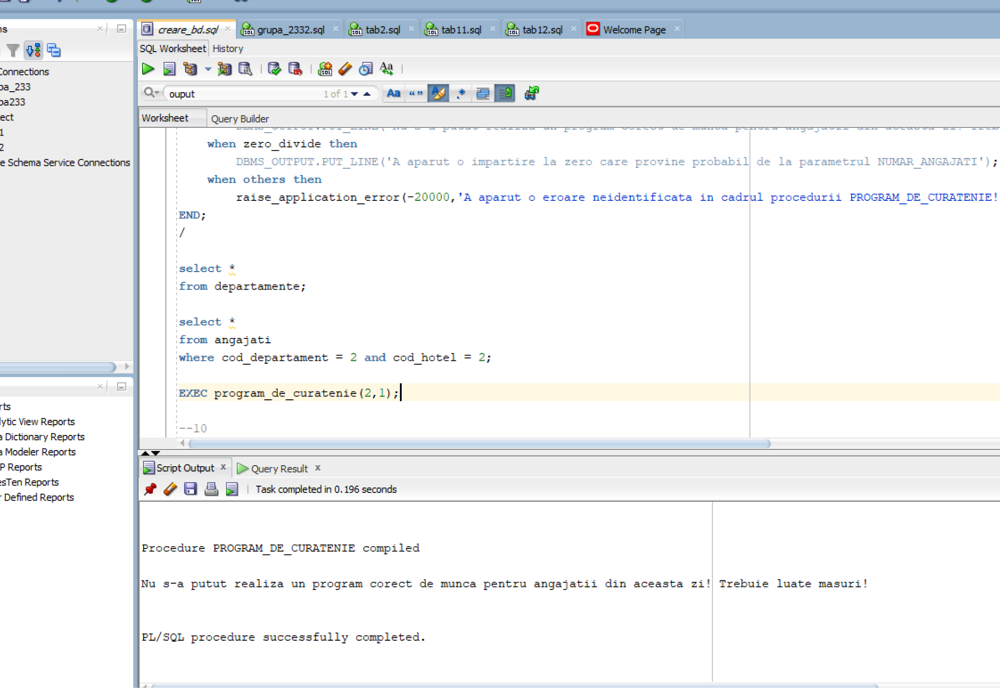 creare_bd.sql
grupa_2332.sql
tab2.sql
tab11.sql
tab12.sql
Welcome Page
SQL Worksheet History
ouput 1 of 1 Aa “ ” .*
Worksheet Query Builder
when zero_divide then
DBMS_OUTPUT.PUT_LINE('A aparut o impartire la zero care provine probabil de la parametrul NUMAR_ANGAJATI');
when others then
raise_application_error(-20000,'A aparut o eroare neidentificata in cadrul procedurii PROGRAM_DE_CURATENIE!
END;
/
select *
from departamente;
select *
from angajati
where cod_departament = 2 and cod_hotel = 2;
EXEC program_de_curatenie(2,1);
--10
Connections
pa_233
pa233
ect
1
2
e Schema Service Connections
rts
lytic View Reports
a Dictionary Reports
a Modeler Reports
P Reports
esTen Reports
r Defined Reports
Script Output
Query Result
Task completed in 0.196 seconds
Procedure PROGRAM_DE_CURATENIE compiled
Nu s-a putut realiza un program corect de munca pentru angajatii din aceasta zi! Trebuie luate masuri!
PL/SQL procedure successfully completed.